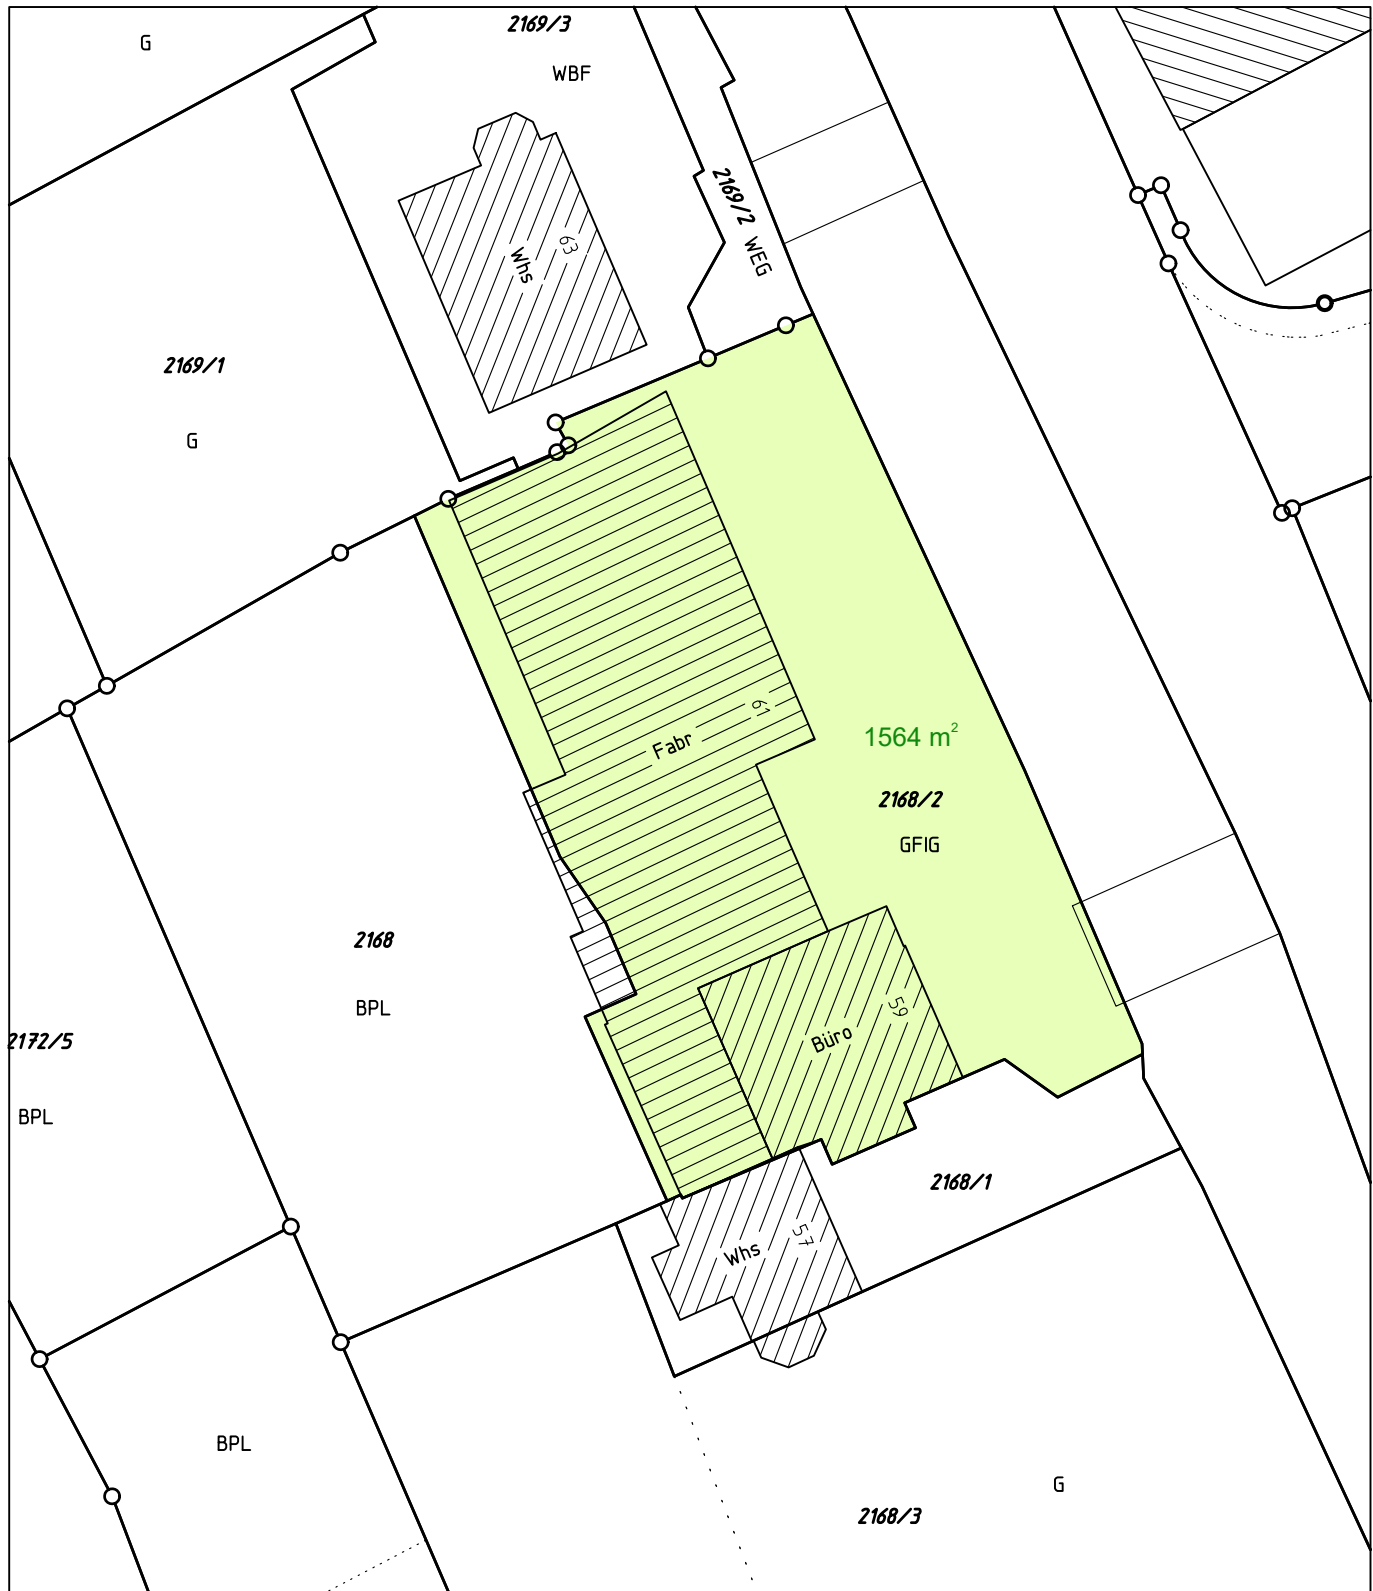 G
2169/3
WBF
2169/2
WEG
63
Whs
2169/1
G
61
Fabr
1564 m²
2168/2
GFIG
2168
BPL
59
Büro
2172/5
BPL
2168/1
57
Whs
BPL
G
2168/3